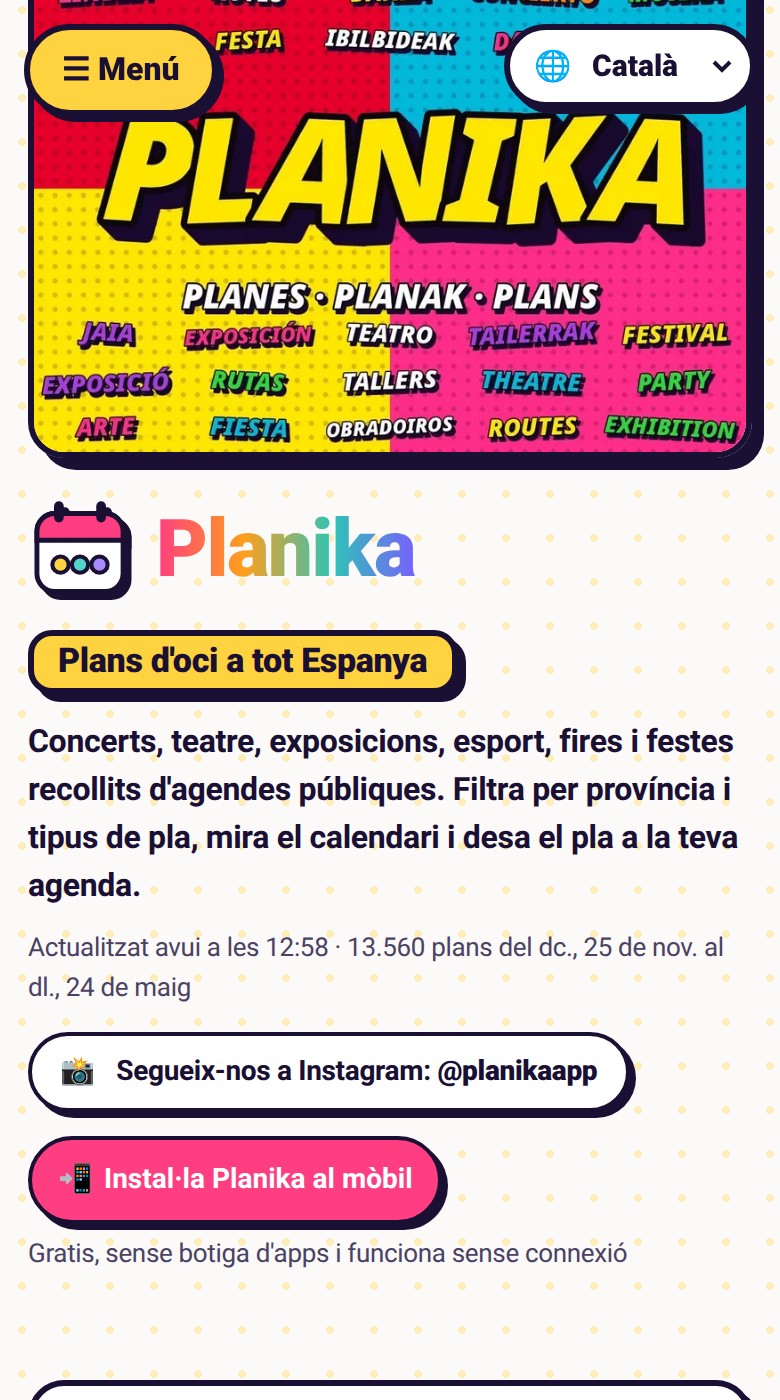 FESTA IBILBIDEAK
☰ Menú
🌐 Català
PLANIKA
PLANES · PLANAK · PLANS
JAIA EXPOSICIÓN TEATRO TAILERRAK FESTIVAL
EXPOSICIÓ RUTAS TALLERS THEATRE PARTY
ARTE FIESTA OBRADOIROS ROUTES EXHIBITION
Planika
Plans d'oci a tot Espanya
Concerts, teatre, exposicions, esport, fires i festes
recollits d'agendes públiques. Filtra per província i
tipus de pla, mira el calendari i desa el pla a la teva
agenda.
Actualitzat avui a les 12:58 · 13.560 plans del dc., 25 de nov. al
dl., 24 de maig
📸 Segueix-nos a Instagram: @planikaapp
📲 Instal·la Planika al mòbil
Gratis, sense botiga d'apps i funciona sense connexió